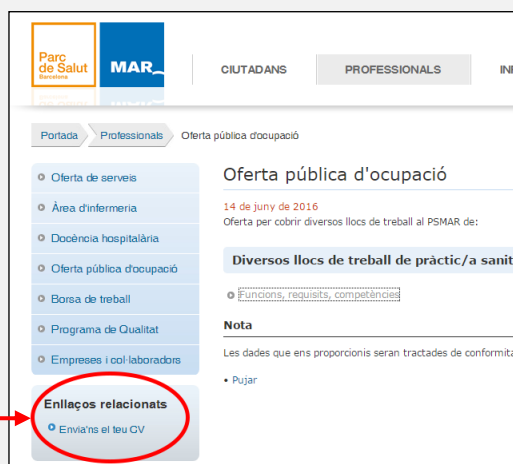 Parc
de Salut
Barcelona
MAR
CIUTADANS
PROFESSIONALS
Portada
Professionals
Oferta pública d'ocupació
Oferta de serveis
Àrea d'infermeria
Docència hospitalària
Oferta pública d'ocupació
Borsa de treball
Programa de Qualitat
Empreses i col·laboradors
Enllaços relacionats
Envia'ns el teu CV
Oferta pública d'ocupació
14 de juny de 2016
Oferta per cobrir diversos llocs de treball al PSMAR de:
Diversos llocs de treball de pràctic/a sanit
Funcions, requisits, competències
Nota
Les dades que ens proporcionis seran tractades de conformita
• Pujar